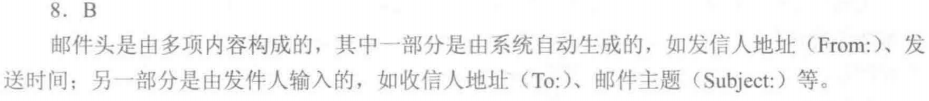 8．B
邮件头是由多项内容构成的，其中一部分是由系统自动生成的，如发信人地址（From:）、发
送时间；另一部分是由发件人输入的，如收信人地址（To:）、邮件主题（Subject:）等。